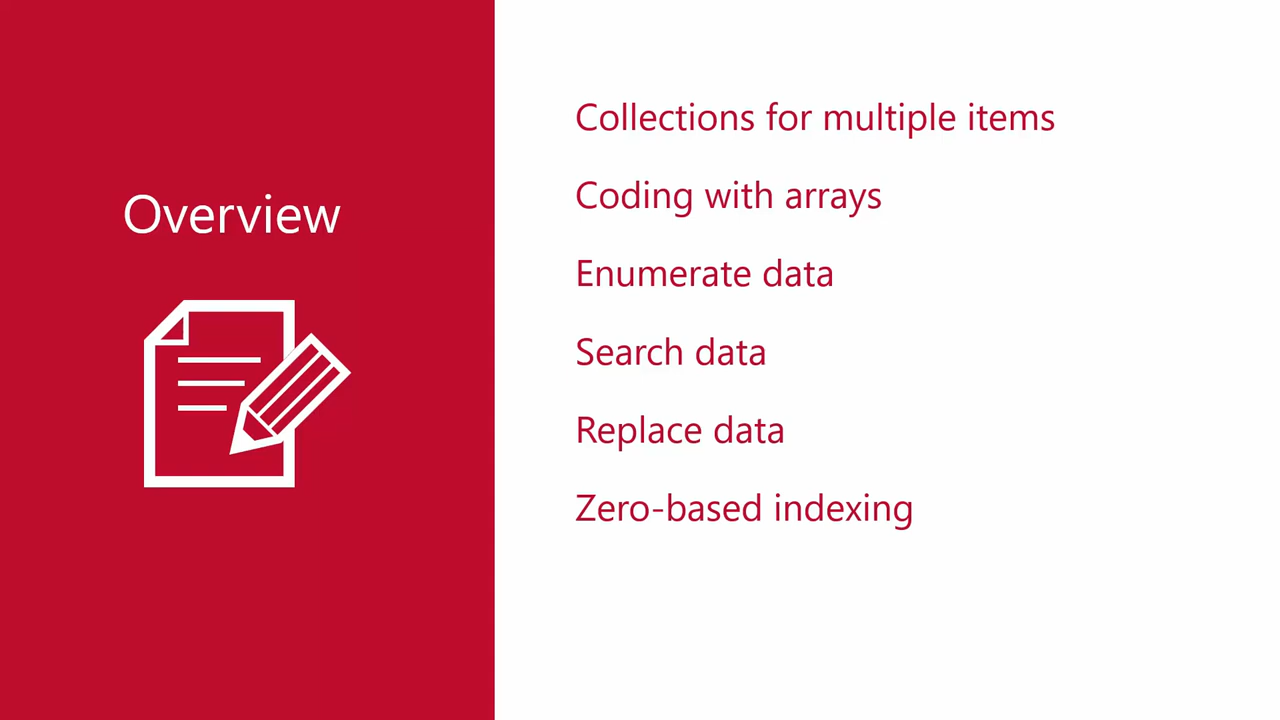 Overview
Collections for multiple items
Coding with arrays
Enumerate data
Search data
Replace data
Zero-based indexing